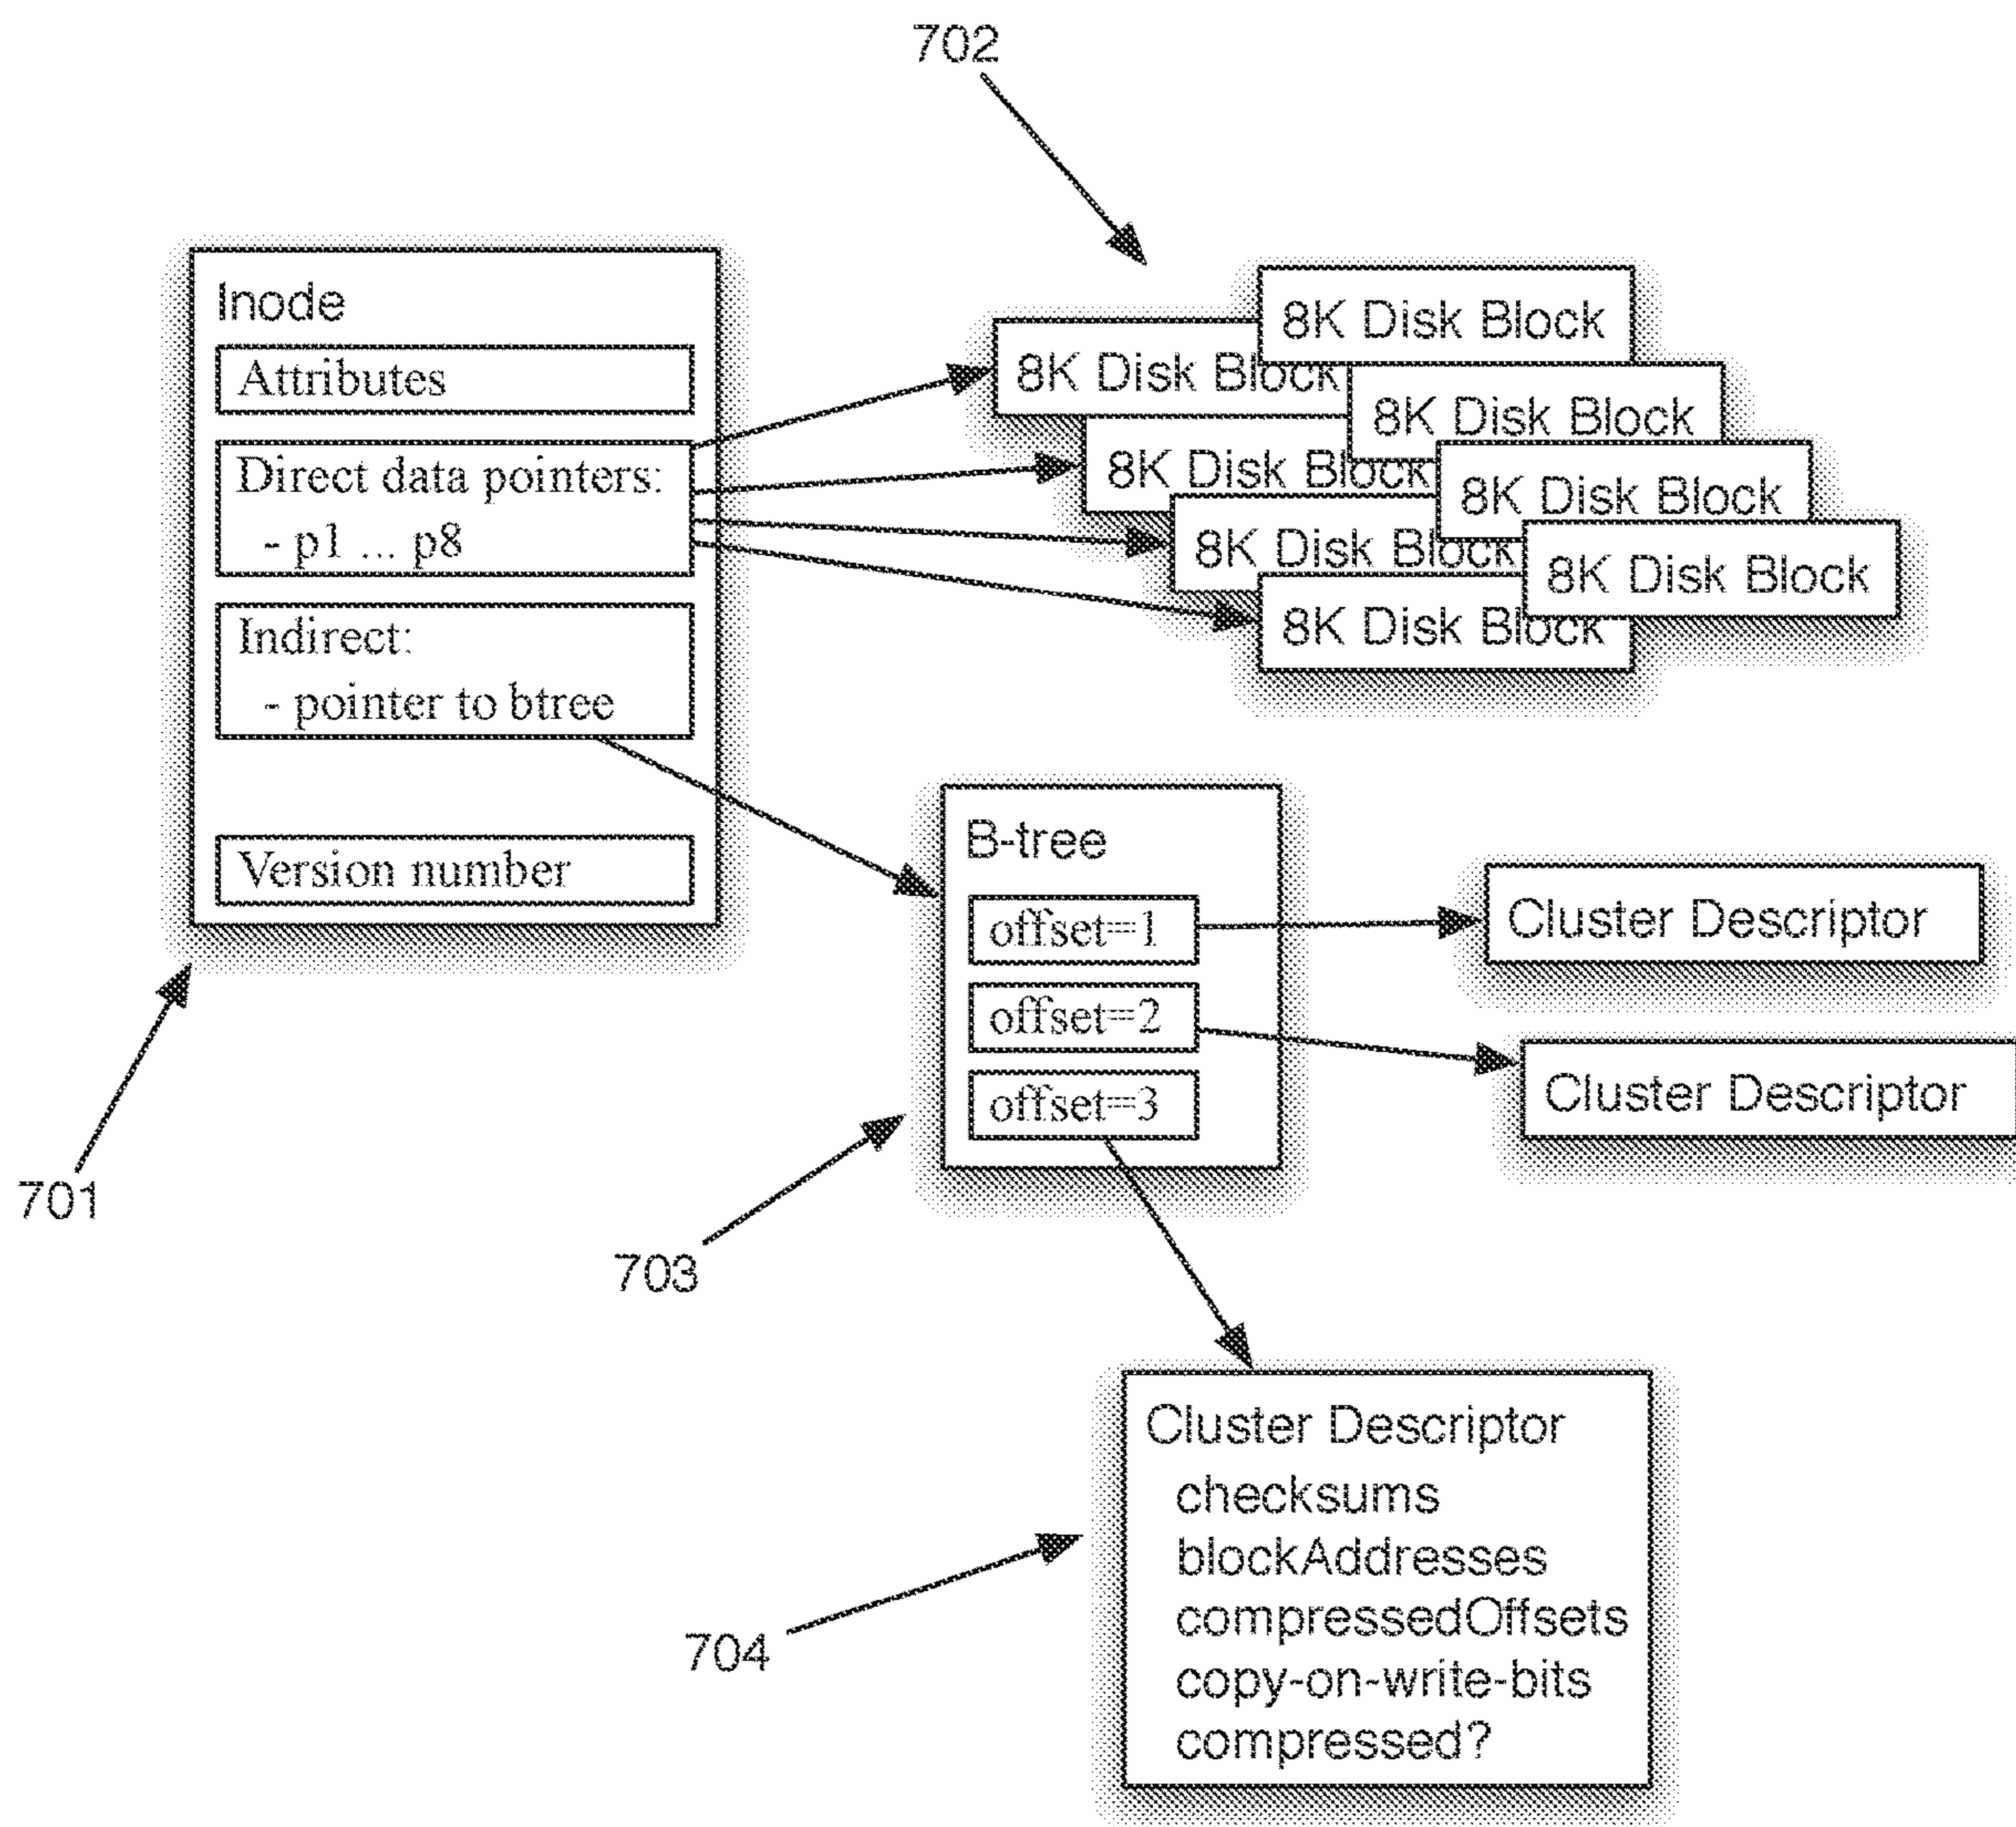 702
Inode
Attributes
Direct data pointers:
- p1 ... p8
Indirect:
- pointer to btree
Version number
701
8K Disk Block
8K Disk Block
8K Disk Block
8K Disk Block
8K Disk Block
8K Disk Block
8K Disk Block
8K Disk Block
B-tree
offset=1
offset=2
offset=3
703
Cluster Descriptor
Cluster Descriptor
Cluster Descriptor
checksums
blockAddresses
compressedOffsets
copy-on-write-bits
compressed?
704